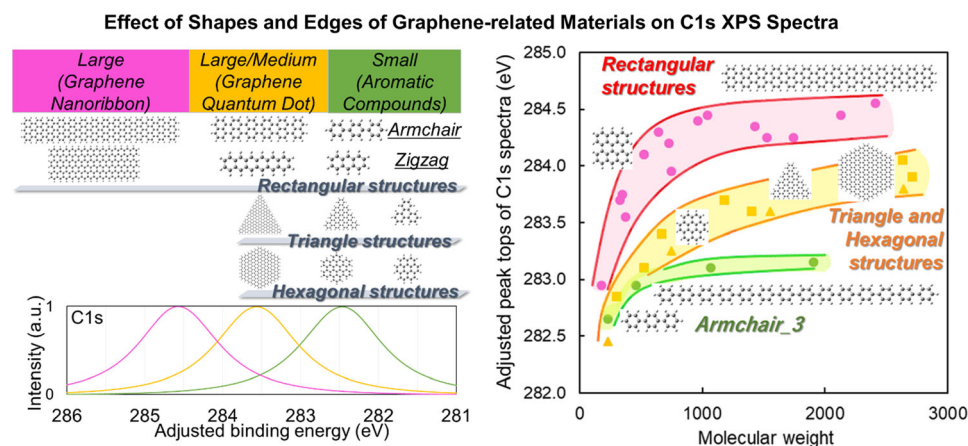 Effect of Shapes and Edges of Graphene-related Materials on C1s XPS Spectra
Large
(Graphene
Nanoribbon)
Large/Medium
(Graphene
Quantum Dot)
Small
(Aromatic
Compounds)
Armchair
Zigzag
Rectangular structures
Triangle structures
Hexagonal structures
C1s
Intensity (a.u.)
1
0
286
285
284
283
282
281
Adjusted binding energy (eV)
Adjusted peak tops of C1s spectra (eV)
285.0
284.5
284.0
283.5
283.0
282.5
282.0
Rectangular
structures
Triangle and
Hexagonal
structures
Armchair_3
0
1000
2000
3000
Molecular weight